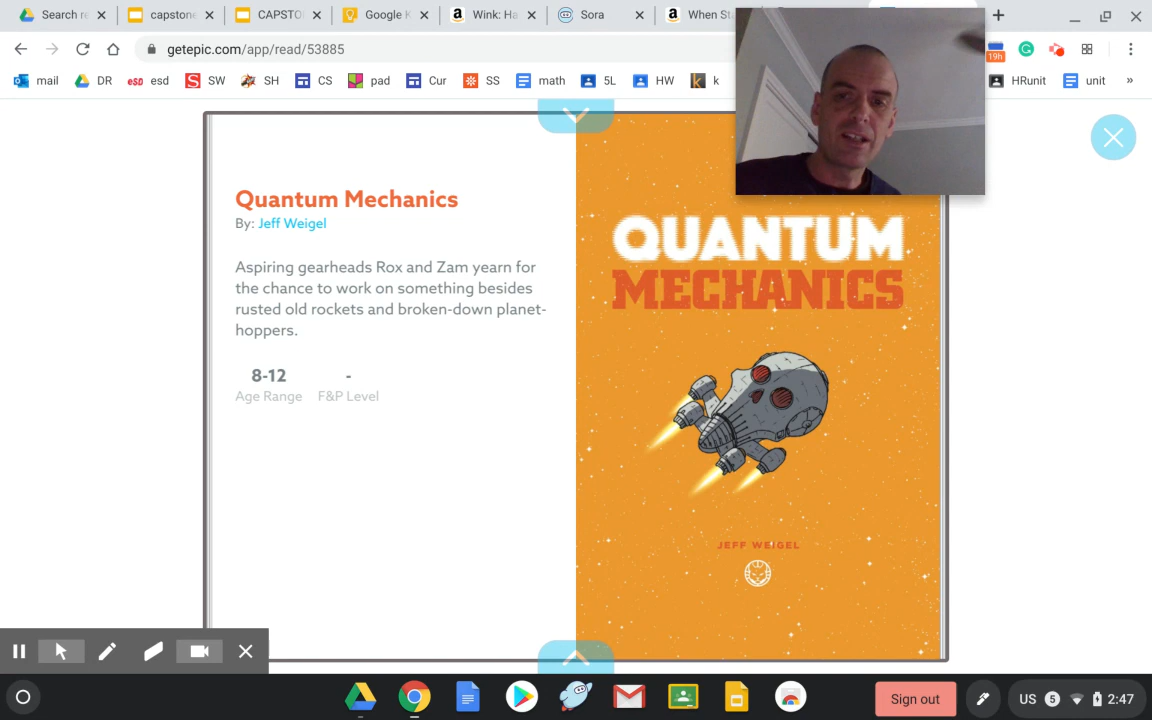 Search re
capstone
CAPSTO
Google K
Wink: Ha
Sora
When St
getepic.com/app/read/53885
19h
mail
DR
esd esd
SW
SH
CS
pad
Cur
SS
math
5L
HW
k
HRunit
unit
»
Quantum Mechanics
By: Jeff Weigel
Aspiring gearheads Rox and Zam yearn for
the chance to work on something besides
rusted old rockets and broken-down planet-
hoppers.
8-12
-
Age Range
F&P Level
QUANTUM
MECHANICS
JEFF WEIGEL
Sign out
US
5
2:47